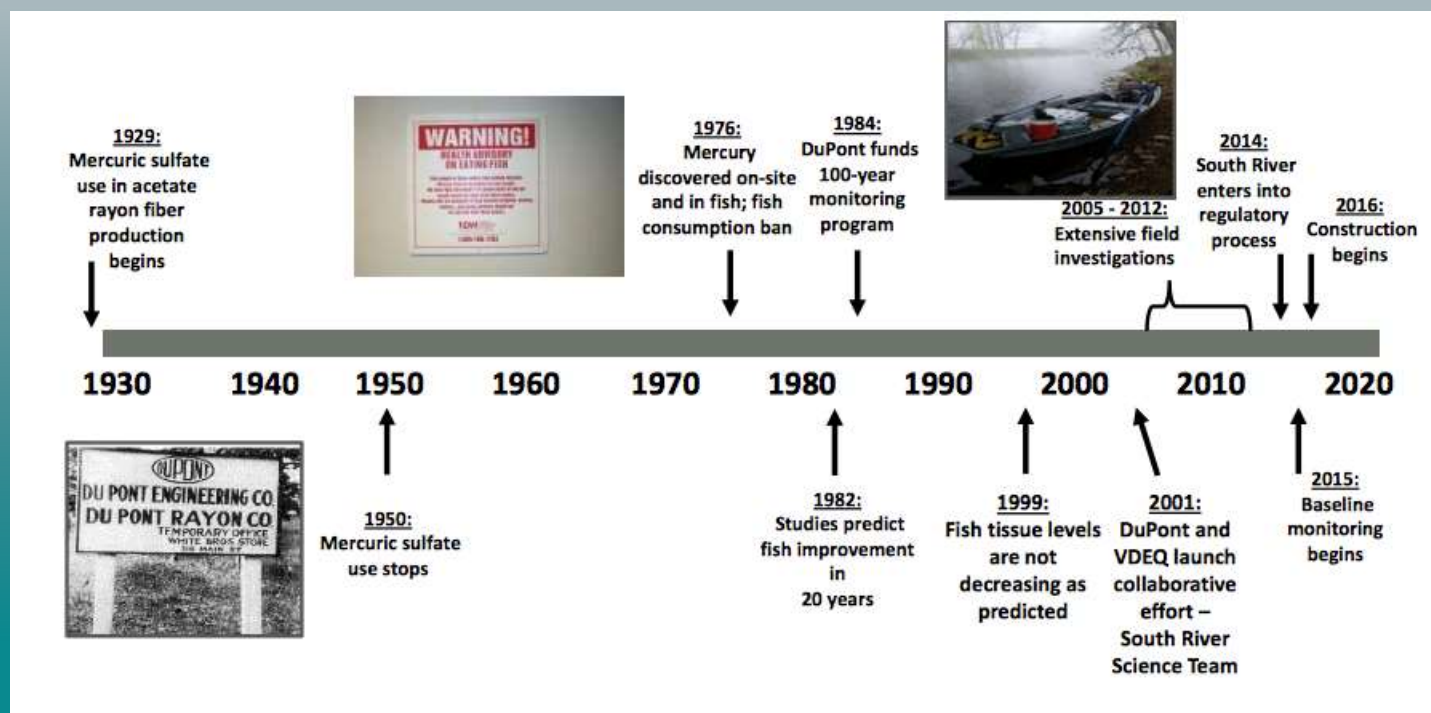 1929:
Mercuric sulfate
use in acetate
rayon fiber
production
begins
WARNING!
HEALTH ADVISORY
ON EATING FISH
1976:
Mercury
discovered on-site
and in fish; fish
consumption ban
1984:
DuPont funds
100-year
monitoring
program
2005 - 2012:
Extensive field
investigations
2014:
South River
enters into
regulatory
process
2016:
Construction
begins
1930 1940 1950 1960 1970 1980 1990 2000 2010 2020
DUPONT
DU PONT ENGINEERING CO.
DU PONT RAYON CO.
TEMPORARY OFFICE
WHITE BROS STORE
MAIN ST
1950:
Mercuric sulfate
use stops
1982:
Studies predict
fish improvement
in
20 years
1999:
Fish tissue levels
are not
decreasing as
predicted
2001:
DuPont and
VDEQ launch
collaborative
effort –
South River
Science Team
2015:
Baseline
monitoring
begins